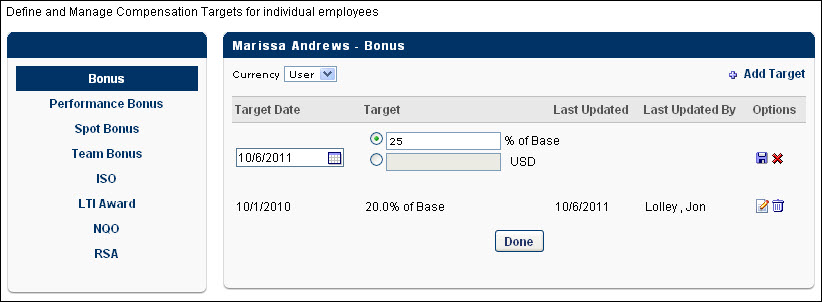 Define and Manage Compensation Targets for individual employees
Bonus
Performance Bonus
Spot Bonus
Team Bonus
ISO
LTI Award
NQO
RSA
Marissa Andrews - Bonus
Currency User Add Target
Target Date Target Last Updated Last Updated By Options
10/6/2011 25 % of Base
USD
10/1/2010 20.0% of Base 10/6/2011 Lolley , Jon
Done